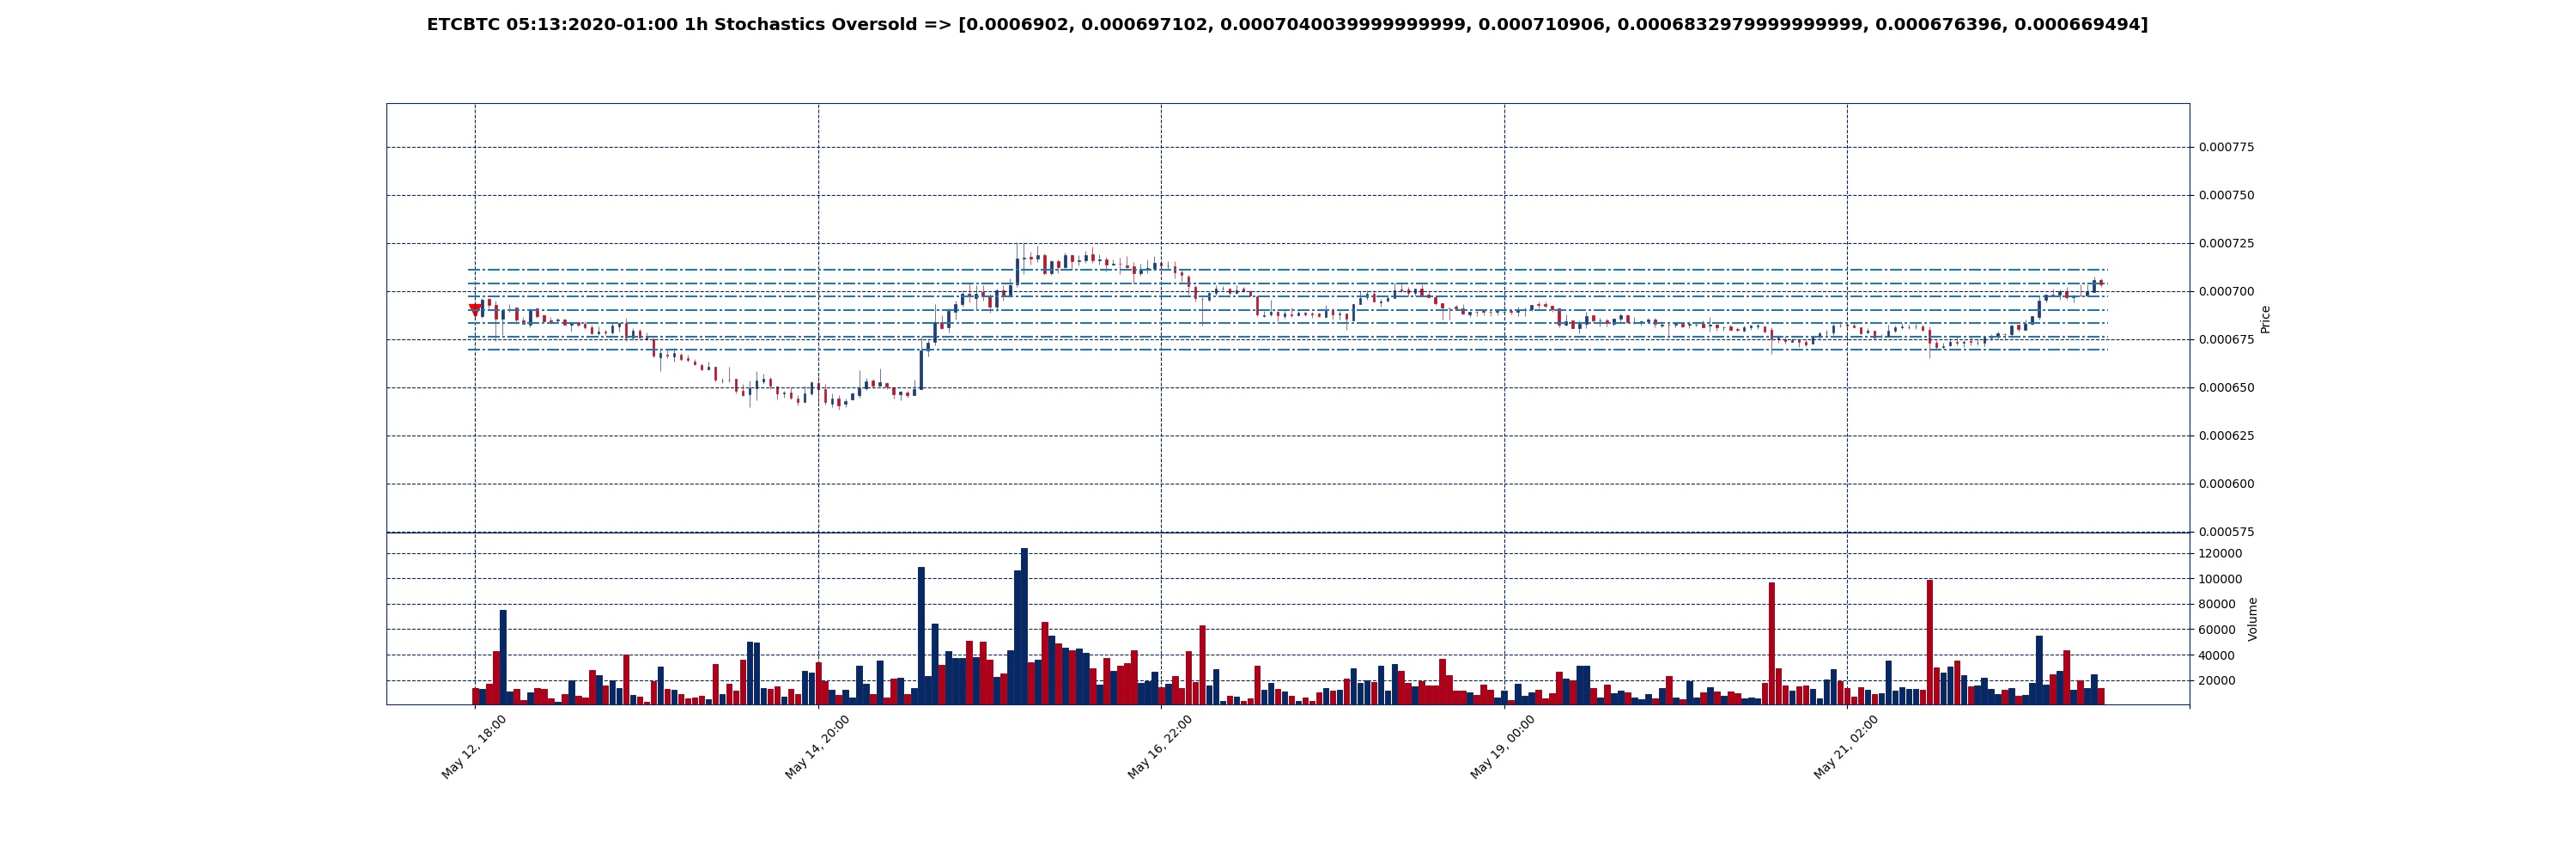 ETCBTC 05:13:2020-01:00 1h Stochastics Oversold => [0.0006902, 0.000697102, 0.0007040039999999999, 0.000710906, 0.0006832979999999999, 0.000676396, 0.000669494]
0.000775
0.000750
0.000725
0.000700
0.000675
0.000650
0.000625
0.000600
0.000575
Price
120000
100000
80000
60000
40000
20000
Volume
May 12, 18:00
May 14, 20:00
May 16, 22:00
May 19, 00:00
May 21, 02:00